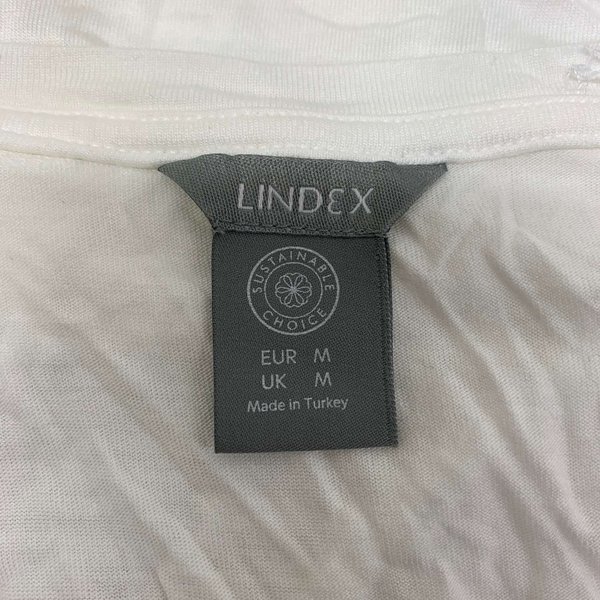 LINDEX
SUSTAINABLE
CHOICE
EUR M
UK M
Made in Turkey